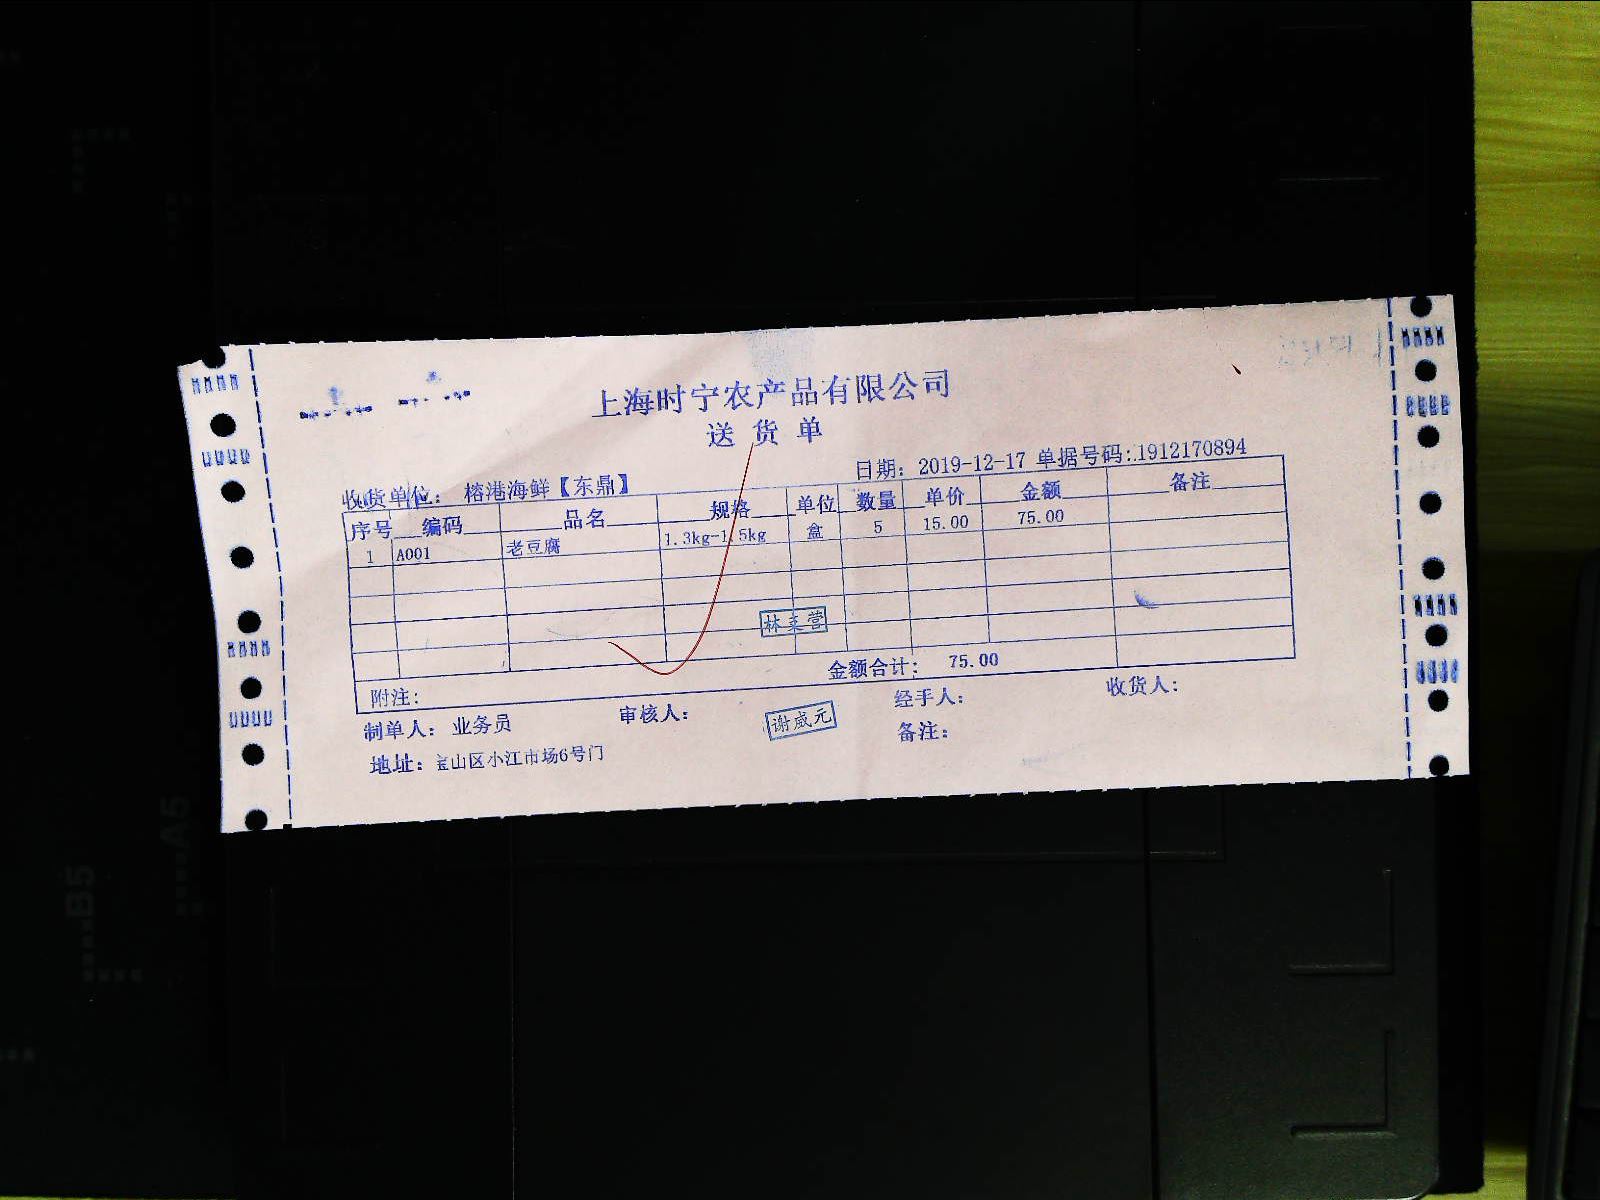 上海时宁农产品有限公司
送货单
收货单位：榕港海鲜【东鼎】 日期：2019-12-17 单据号码：1912170894
序号 编码 品名 规格 单位 数量 单价 金额 备注
1 A001 老豆腐 1.3kg-1.5kg 盒 5 15.00 75.00
金额合计： 75.00
附注：
制单人：业务员 审核人： 谢威元 经手人： 收货人：
备注：
地址：宝山区小江市场6号门
B5
A5